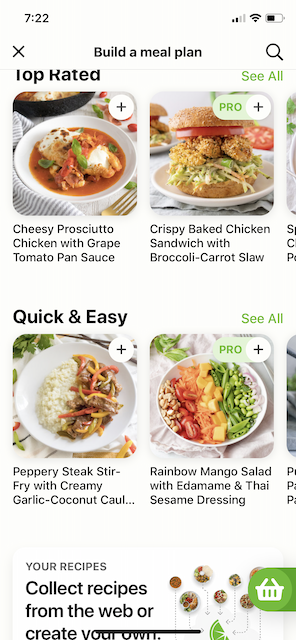 7:22
Build a meal plan
Top Rated
See All
PRO
Cheesy Prosciutto
Chicken with Grape
Tomato Pan Sauce
Crispy Baked Chicken
Sandwich with
Broccoli-Carrot Slaw
Quick & Easy
See All
PRO
Peppery Steak Stir-
Fry with Creamy
Garlic-Coconut Caul...
Rainbow Mango Salad
with Edamame & Thai
Sesame Dressing
YOUR RECIPES
Collect recipes
from the web or
create your own.